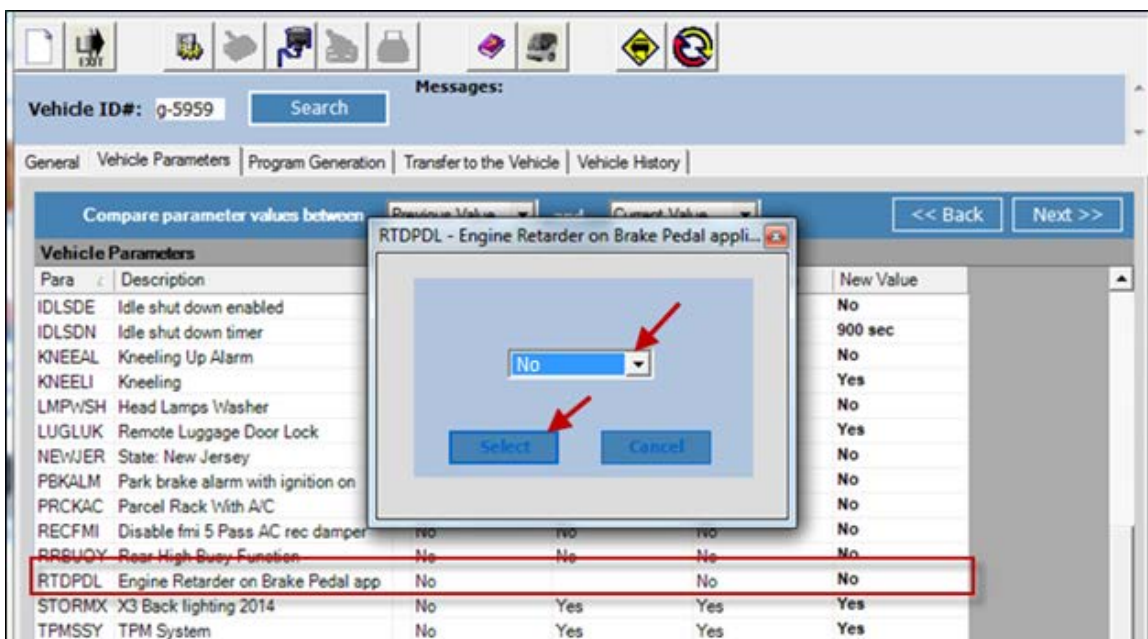 EXIT
Messages:
Vehicle ID#: g-5959 Search
General Vehicle Parameters Program Generation Transfer to the Vehicle Vehicle History
Compare parameter values between Previous Value and Current Value << Back Next >>
RTDPDL - Engine Retarder on Brake Pedal appli...
Vehicle Parameters
Para Description New Value
IDLSDE Idle shut down enabled No
IDLSDN Idle shut down timer 900 sec
KNEEAL Kneeling Up Alarm No
KNEELI Kneeling Yes
No
LMPWSH Head Lamps Washer No
LUGLUK Remote Luggage Door Lock Yes
NEWJER State: New Jersey No
Select Cancel
PBKALM Park brake alarm with ignition on No
PRCKAC Parcel Rack With A/C No
RECFMI Disable fmi 5 Pass AC rec damper No No No No
RRBUOY Rear High Buoy Function No No No No
RTDPDL Engine Retarder on Brake Pedal app No No No
STORMX X3 Back lighting 2014 No Yes Yes Yes
TPMSSY TPM System No Yes Yes Yes